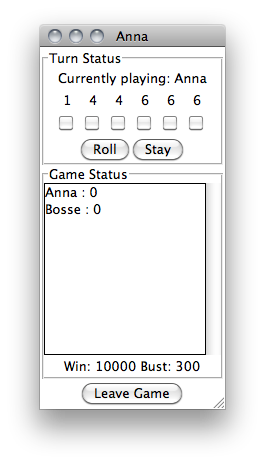 Anna
Turn Status
Currently playing: Anna
1 4 4 6 6 6
Roll Stay
Game Status
Anna : 0
Bosse : 0
Win: 10000 Bust: 300
Leave Game